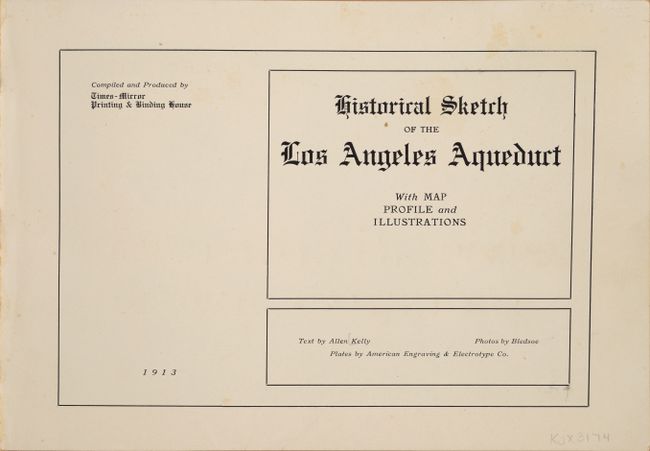 Compiled and Produced by
Times-Mirror
Printing & Binding House
Historical Sketch
OF THE
Los Angeles Aqueduct
With MAP
PROFILE and
ILLUSTRATIONS
Text by Allen Kelly
Photos by Bledsoe
Plates by American Engraving & Electrotype Co.
1913